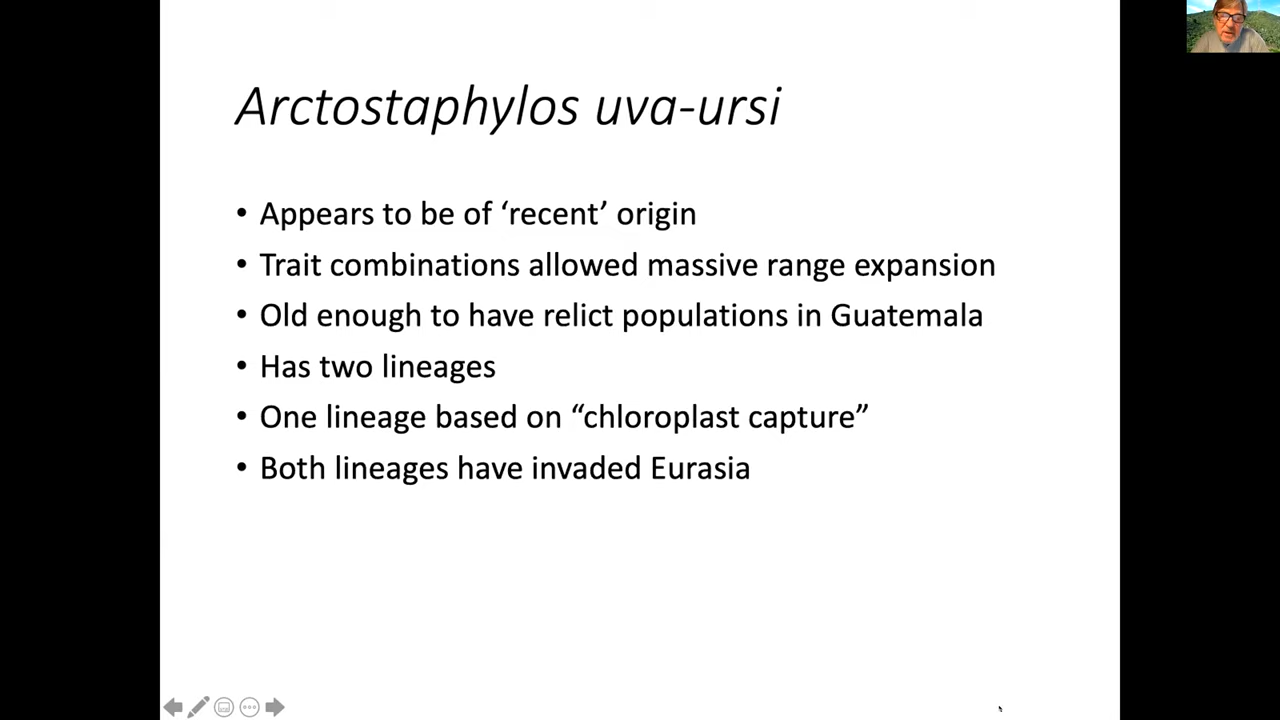 Arctostaphylos uva-ursi
• Appears to be of ‘recent’ origin
• Trait combinations allowed massive range expansion
• Old enough to have relict populations in Guatemala
• Has two lineages
• One lineage based on “chloroplast capture”
• Both lineages have invaded Eurasia